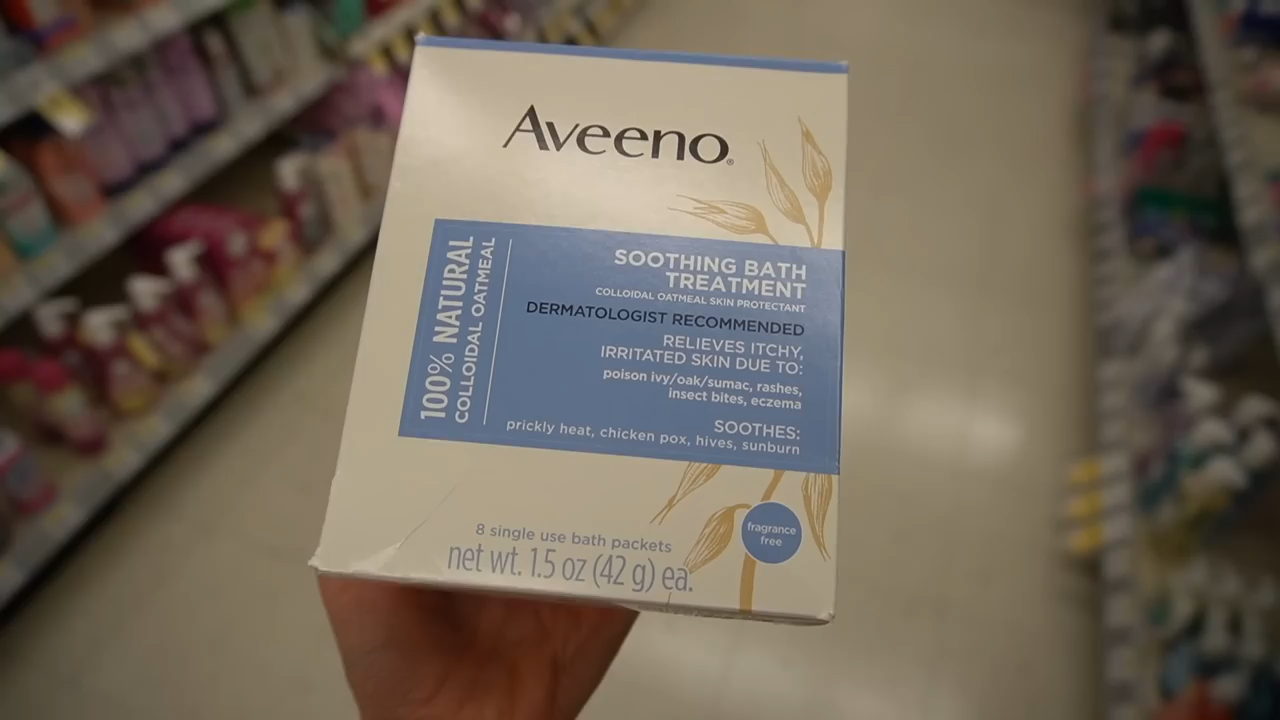 Aveeno®
100% NATURAL
COLLOIDAL OATMEAL
SOOTHING BATH
TREATMENT
COLLOIDAL OATMEAL SKIN PROTECTANT
DERMATOLOGIST RECOMMENDED
RELIEVES ITCHY,
IRRITATED SKIN DUE TO:
poison ivy/oak/sumac, rashes,
insect bites, eczema
SOOTHES:
prickly heat, chicken pox, hives, sunburn
8 single use bath packets
net wt. 1.5 oz (42 g) ea.
fragrance
free